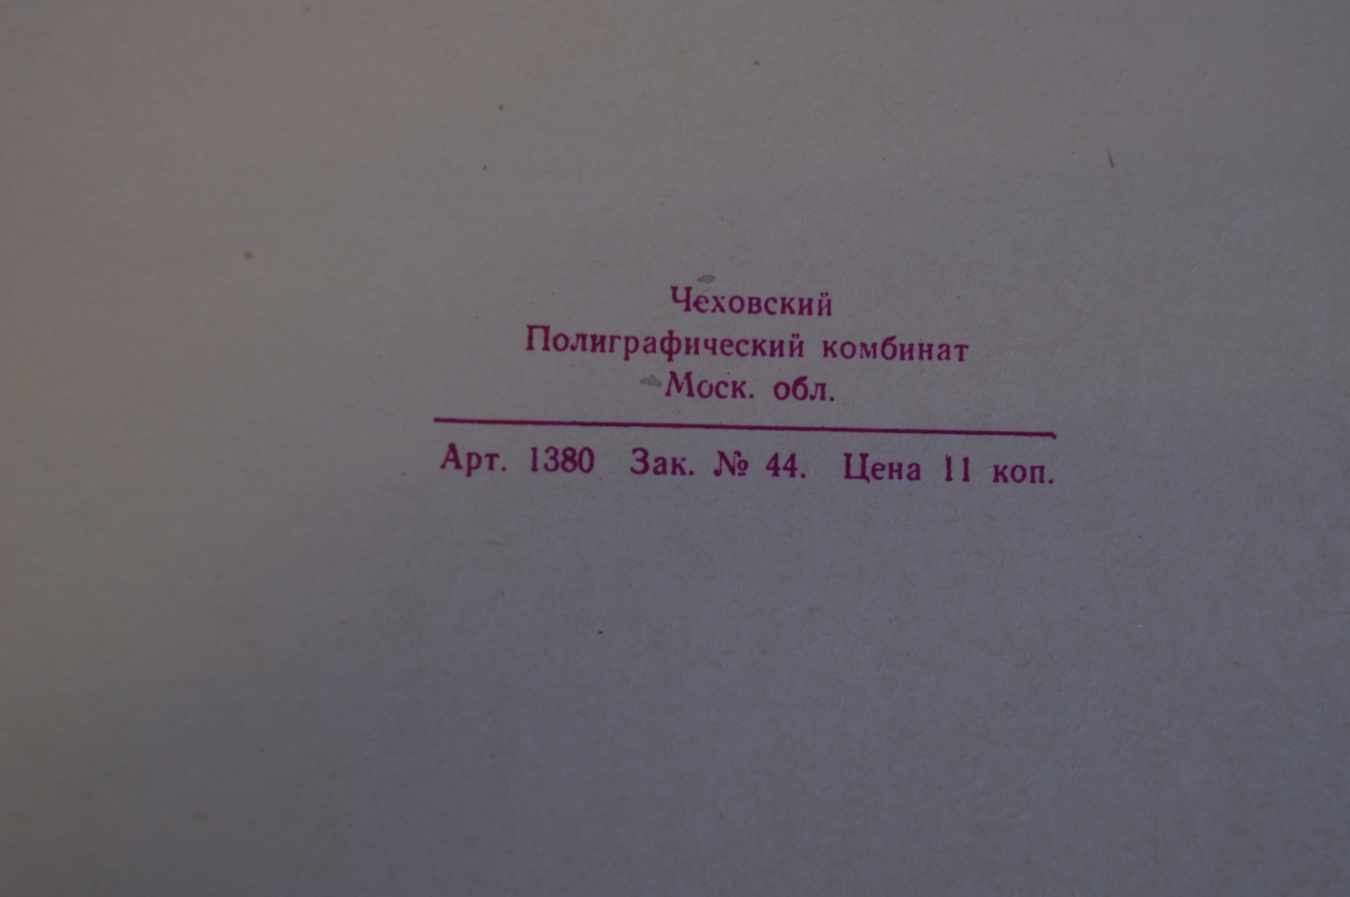 Чеховский
Полиграфический комбинат
Моск. обл.
Арт. 1380 Зак. № 44. Цена 11 коп.